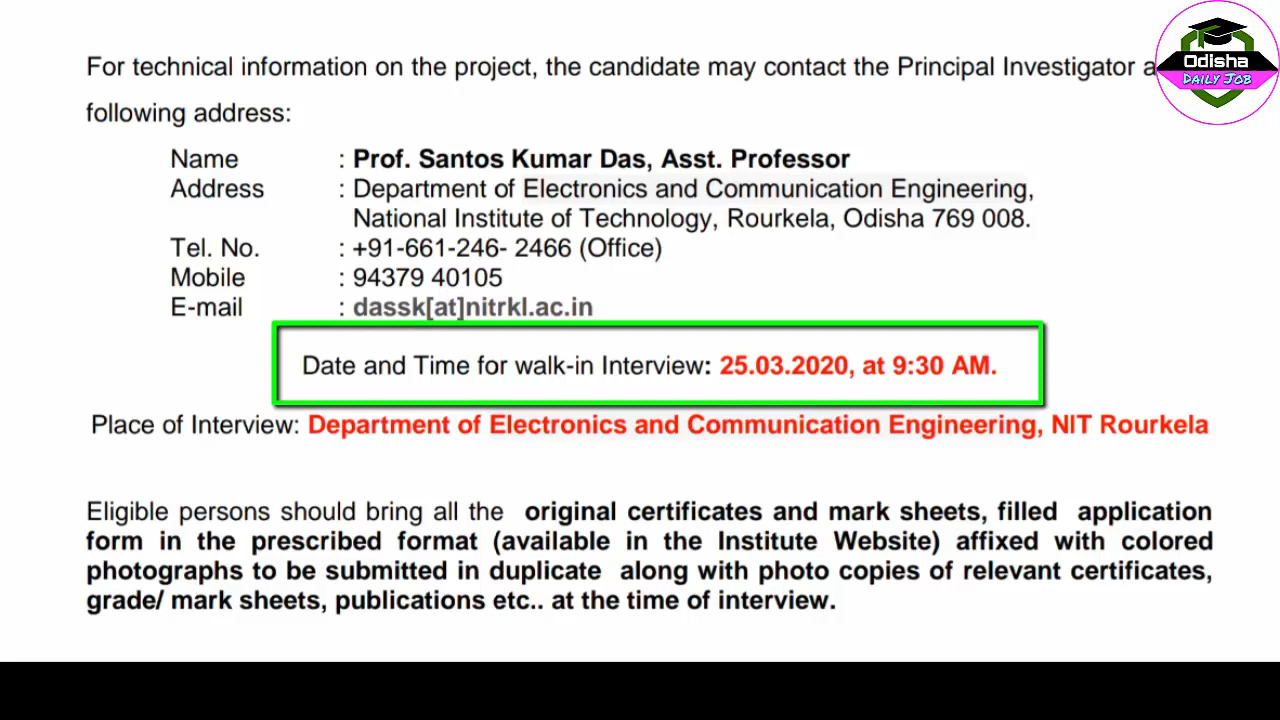 For technical information on the project, the candidate may contact the Principal Investigator
following address:
Name : Prof. Santos Kumar Das, Asst. Professor
Address : Department of Electronics and Communication Engineering,
National Institute of Technology, Rourkela, Odisha 769 008.
Tel. No. : +91-661-246- 2466 (Office)
Mobile : 94379 40105
E-mail : dassk[at]nitrkl.ac.in
Date and Time for walk-in Interview: 25.03.2020, at 9:30 AM.
Place of Interview: Department of Electronics and Communication Engineering, NIT Rourkela
Eligible persons should bring all the original certificates and mark sheets, filled application
form in the prescribed format (available in the Institute Website) affixed with colored
photographs to be submitted in duplicate along with photo copies of relevant certificates,
grade/ mark sheets, publications etc.. at the time of interview.
Odisha
DAILY JOB